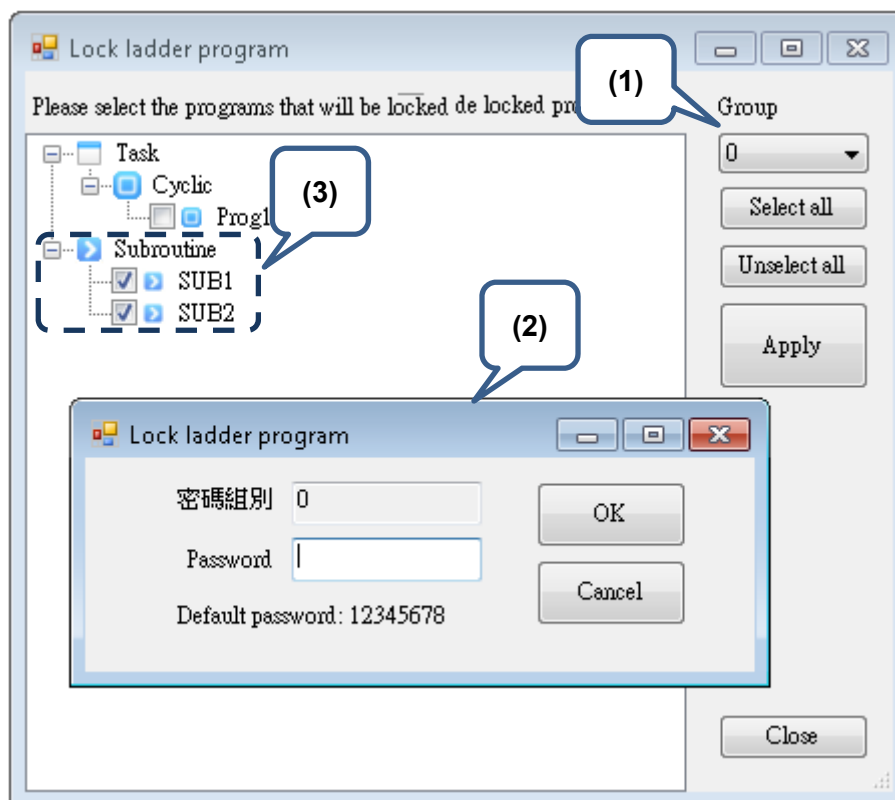 Lock ladder program
(1)
Please select the programs that will be locked de locked pr
Group
0
Task
Cyclic
(3)
Prog1
Select all
Subroutine
Unselect all
SUB1
SUB2
(2)
Apply
Lock ladder program
密碼組別 0
OK
Password
Cancel
Default password: 12345678
Close